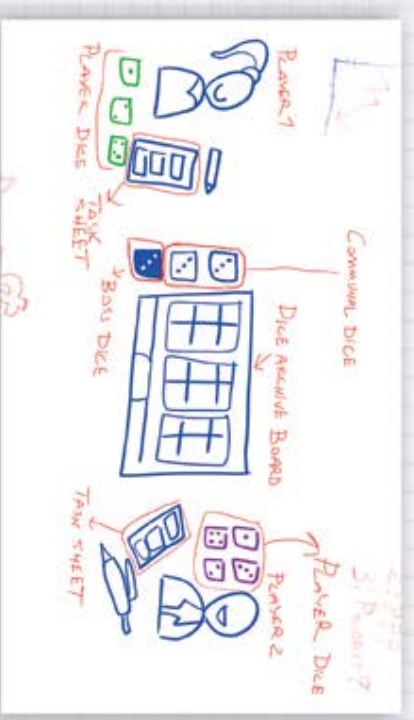 COMMUNAL DICE
PLAYER 1
DICE ARCHIVE BOARD
PLAYER DICE
PLAYER 2
PLAYER DICE
TASK
SHEET
BOSS DICE
TASK SHEET